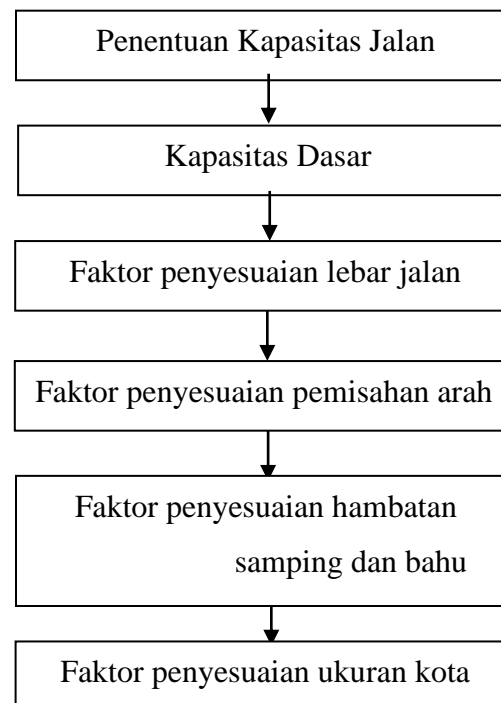 Penentuan Kapasitas Jalan
Kapasitas Dasar
Faktor penyesuaian lebar jalan
Faktor penyesuaian pemisahan arah
Faktor penyesuaian hambatan
samping dan bahu
Faktor penyesuaian ukuran kota